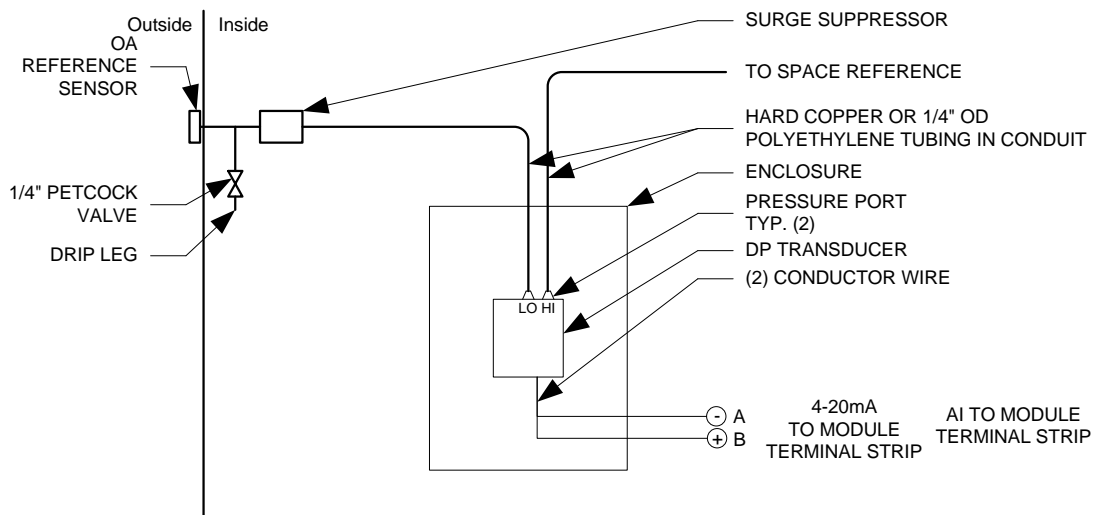 Outside
Inside
OA
REFERENCE
SENSOR
1/4" PETCOCK
VALVE
DRIP LEG
SURGE SUPPRESSOR
TO SPACE REFERENCE
HARD COPPER OR 1/4" OD
POLYETHYLENE TUBING IN CONDUIT
ENCLOSURE
PRESSURE PORT
TYP. (2)
DP TRANSDUCER
(2) CONDUCTOR WIRE
LO HI
- A
+ B
4-20mA
TO MODULE
TERMINAL STRIP
AI TO MODULE
TERMINAL STRIP